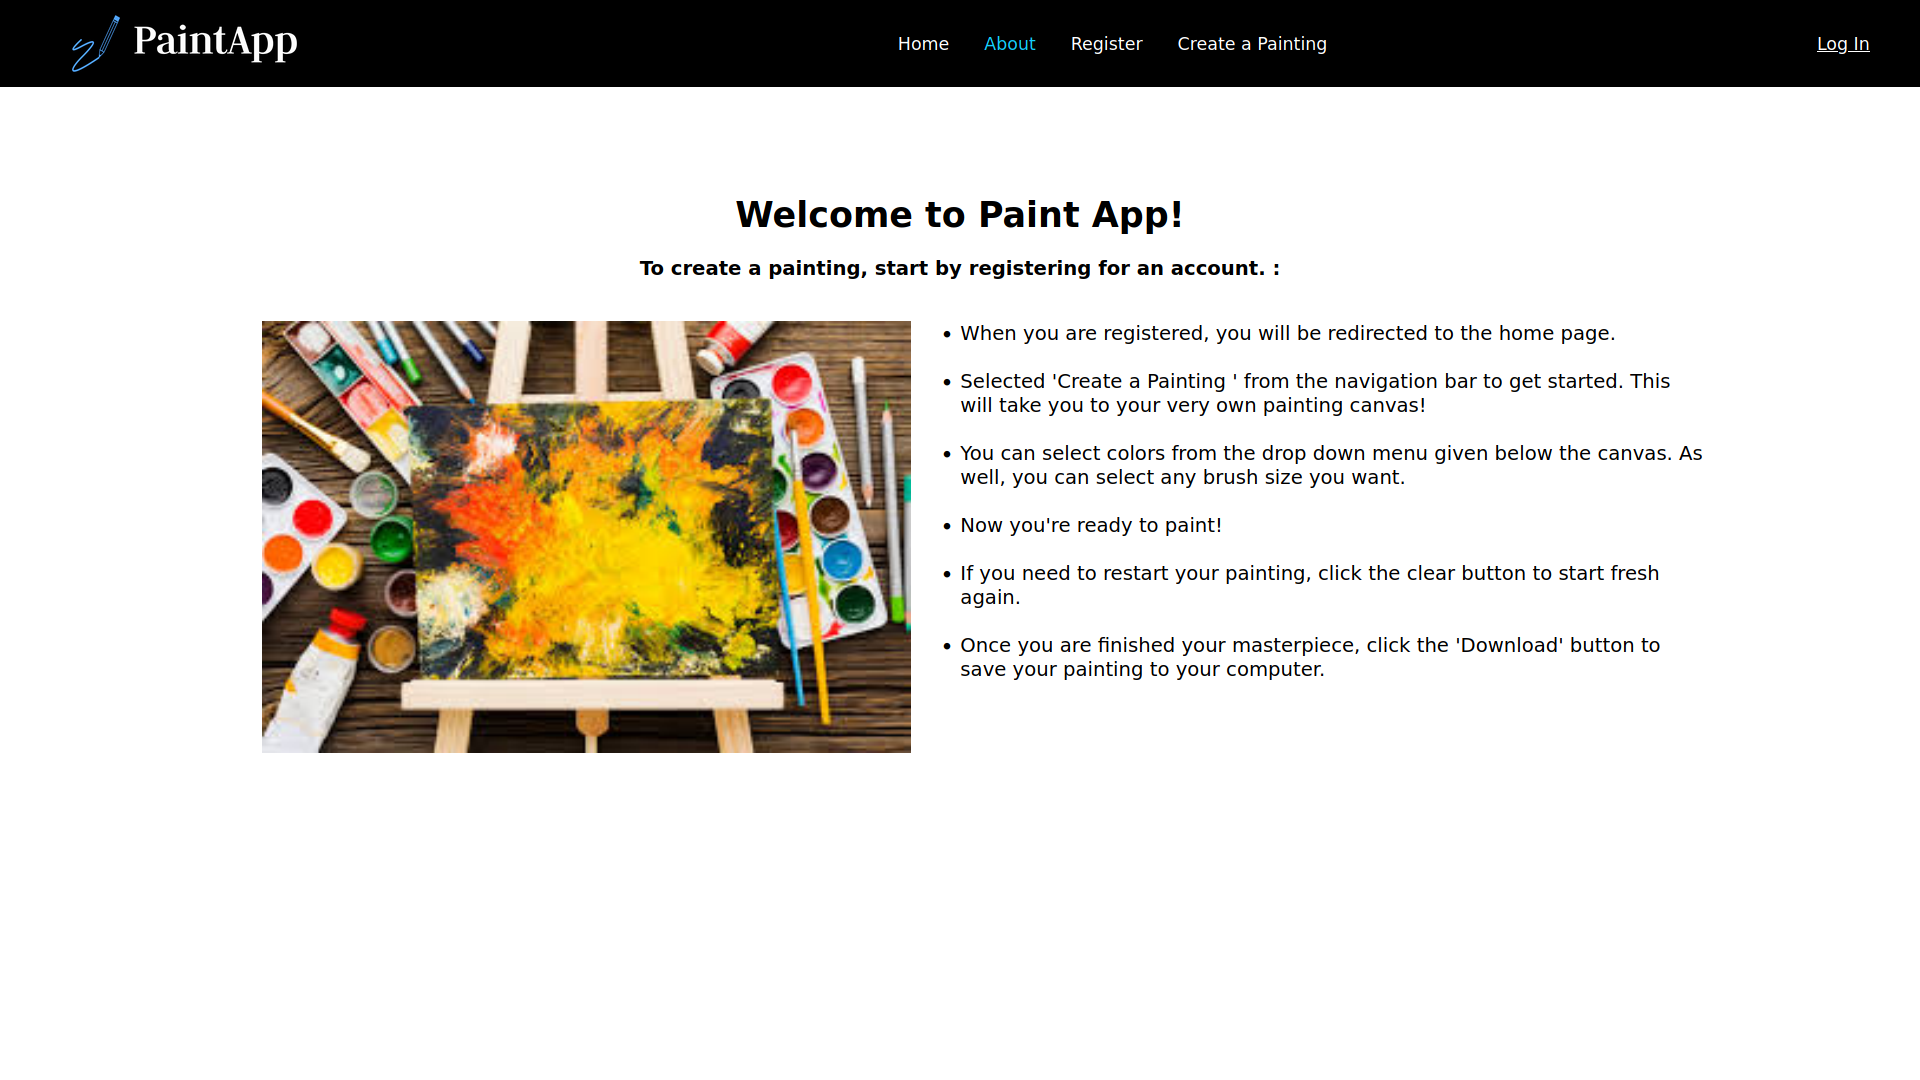 PaintApp
Home
About
Register
Create a Painting
Log In
Welcome to Paint App!
To create a painting, start by registering for an account. :
• When you are registered, you will be redirected to the home page.
• Selected 'Create a Painting ' from the navigation bar to get started. This
will take you to your very own painting canvas!
• You can select colors from the drop down menu given below the canvas. As
well, you can select any brush size you want.
• Now you're ready to paint!
• If you need to restart your painting, click the clear button to start fresh
again.
• Once you are finished your masterpiece, click the 'Download' button to
save your painting to your computer.